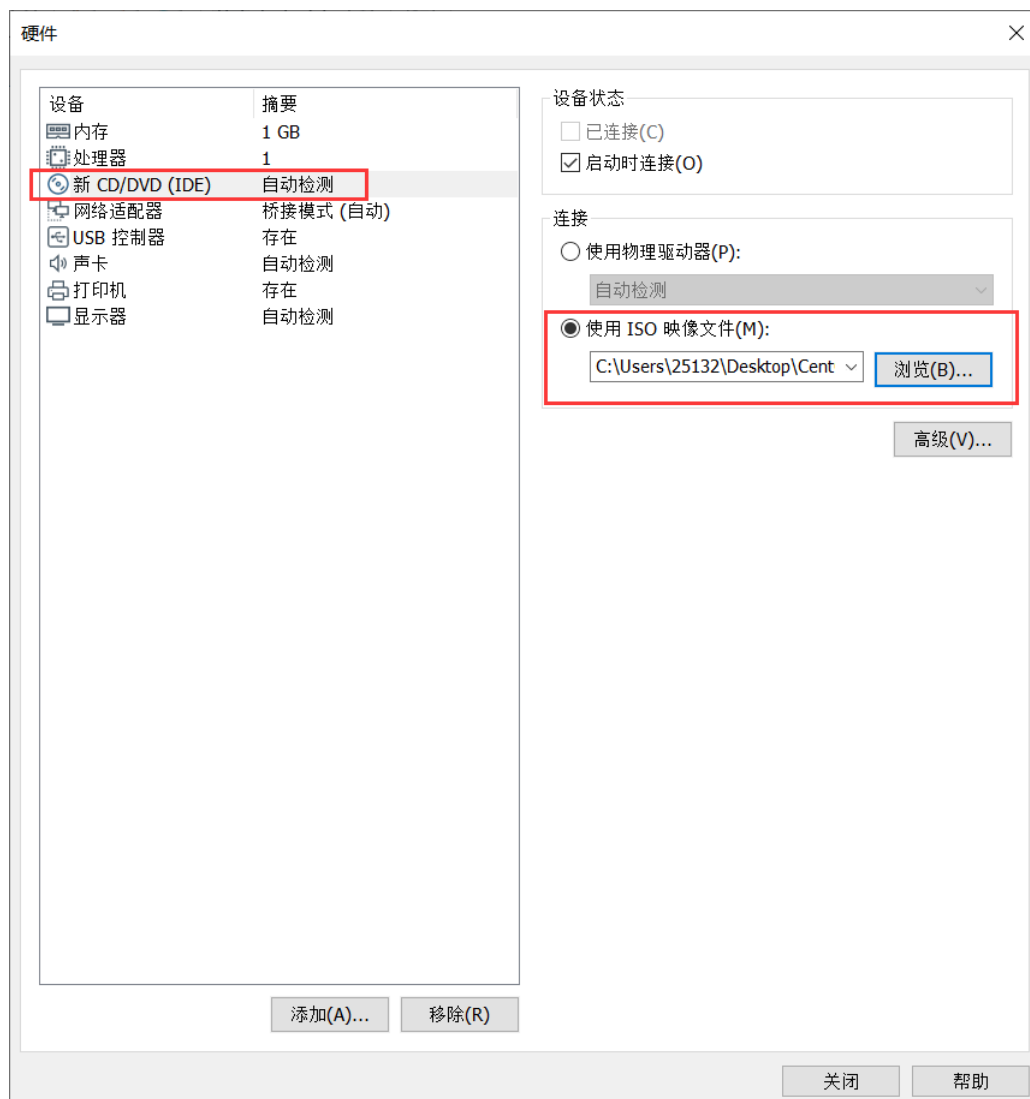 硬件
设备 摘要
内存 1 GB
处理器 1
新 CD/DVD (IDE) 自动检测
网络适配器 桥接模式 (自动)
USB 控制器 存在
声卡 自动检测
打印机 存在
显示器 自动检测
添加(A)... 移除(R)
设备状态
已连接(C)
启动时连接(O)
连接
使用物理驱动器(P):
自动检测
使用 ISO 映像文件(M):
C:\Users\25132\Desktop\Cent 浏览(B)...
高级(V)...
关闭 帮助